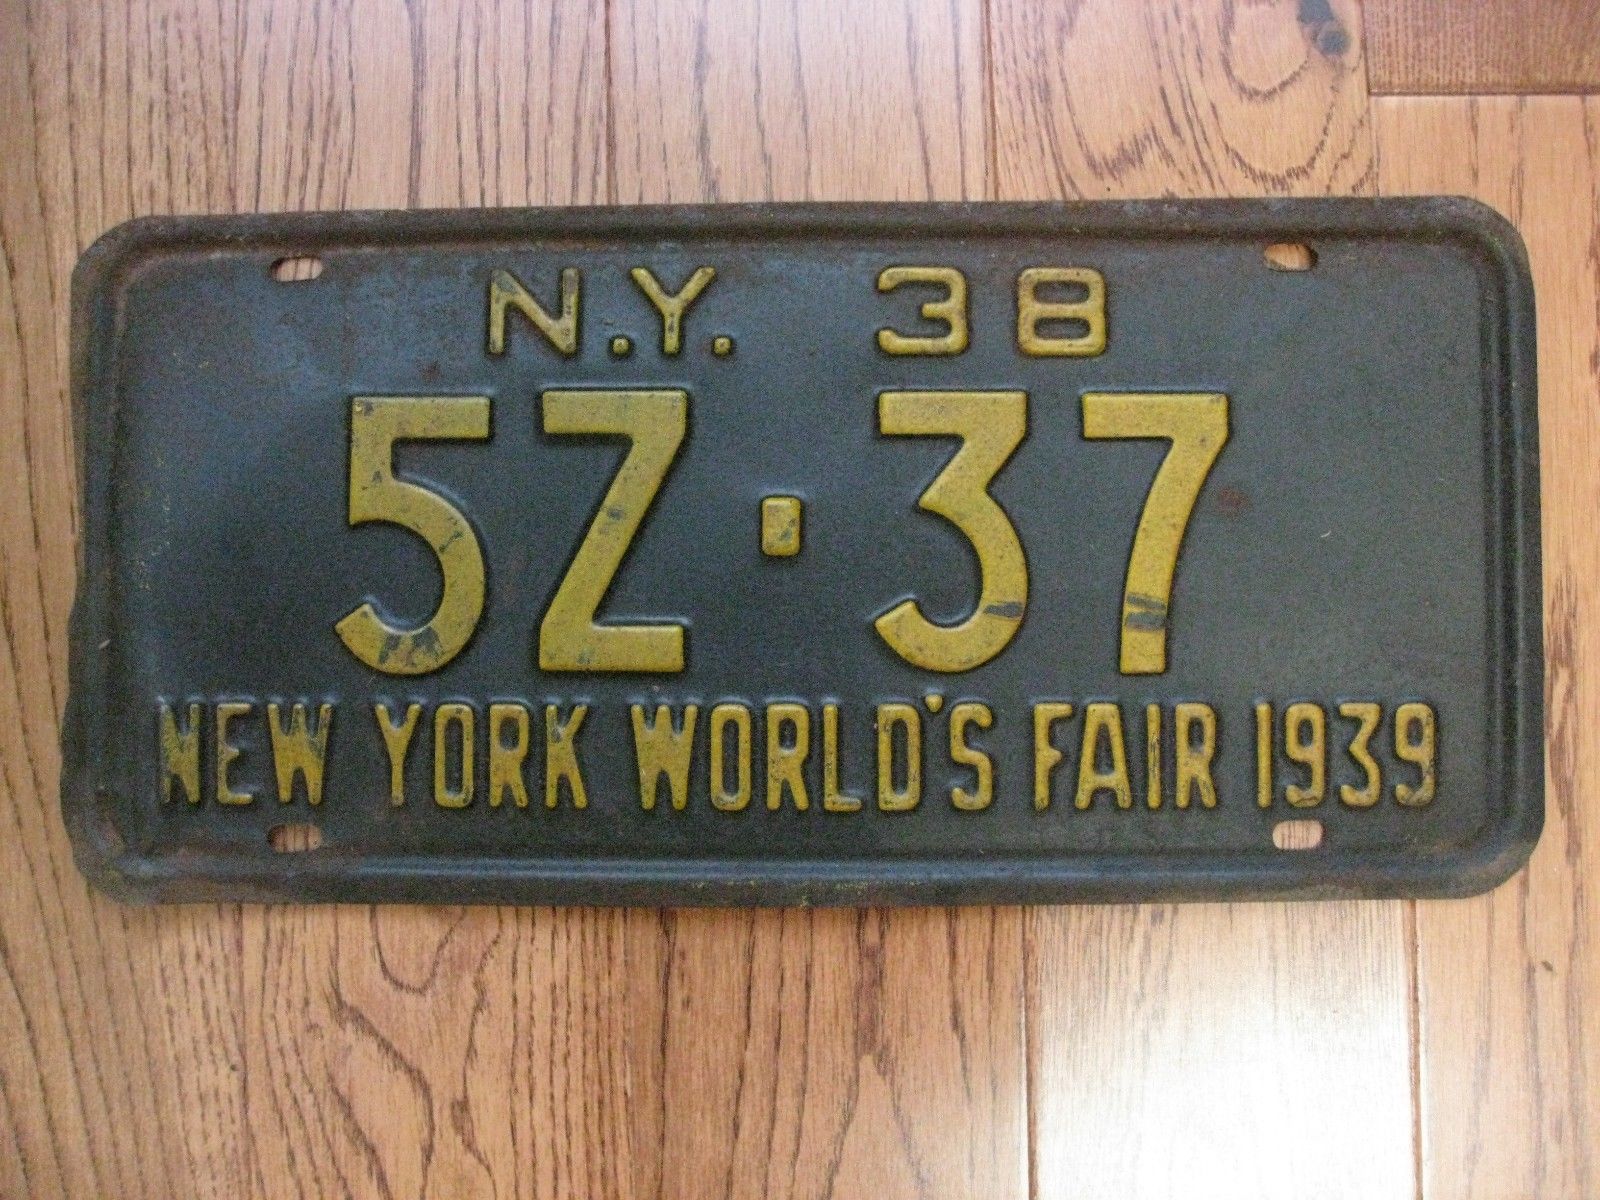 N.Y. 38
5Z·37
NEW YORK WORLD'S FAIR 1939